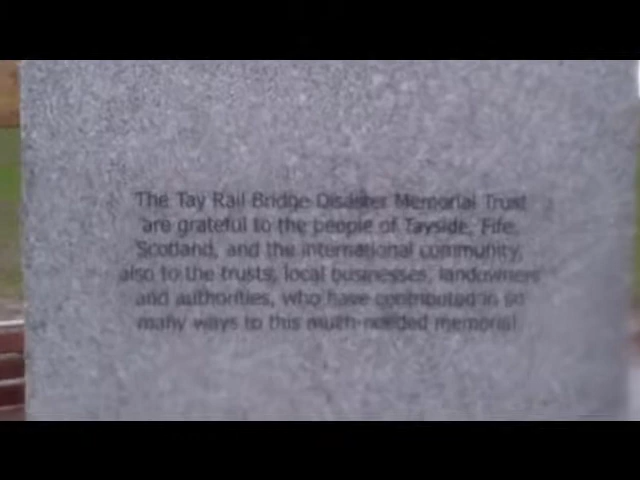 The Tay Rail Bridge Disaster Memorial Trust
are grateful to the people of Tayside, Fife,
Scotland, and the international community,
also to the trusts, local businesses, landowners
and authorities, who have contributed in so
many ways to this much-needed memorial